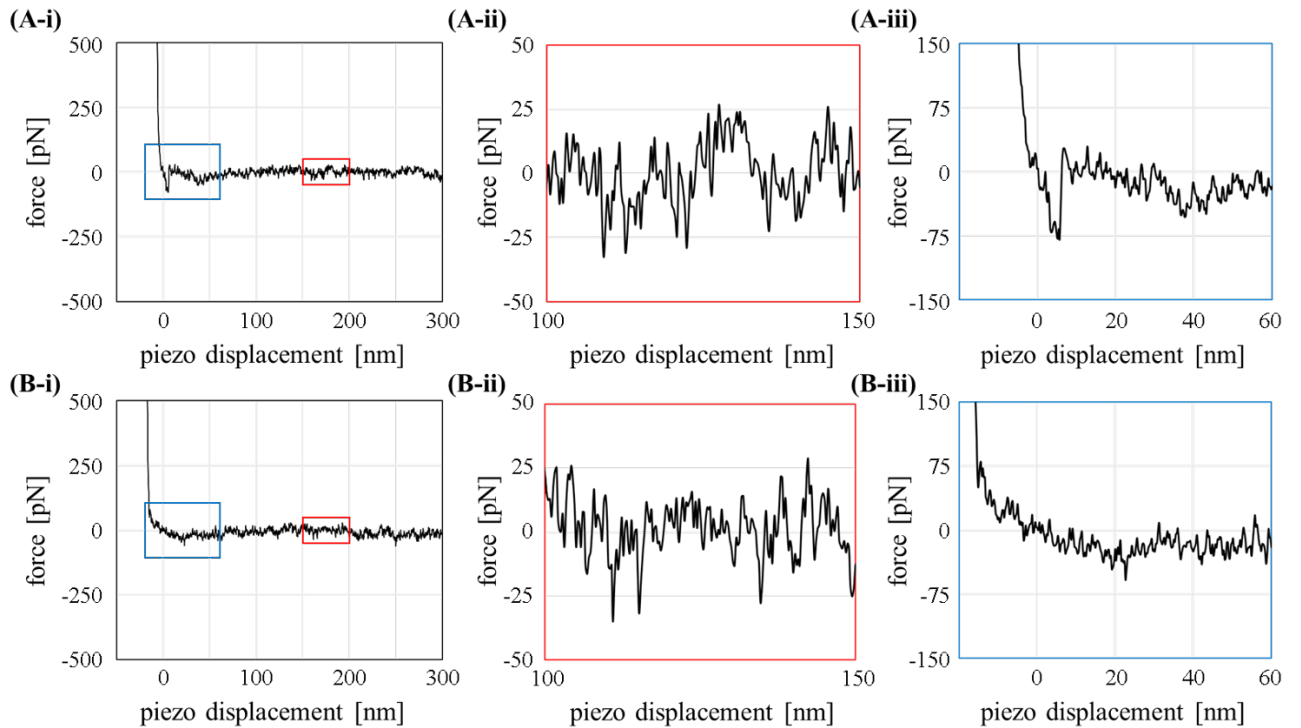 (A-i)
500
250
0
-250
-500
force [pN]
0
100
200
300
piezo displacement [nm]
(A-ii)
50
25
0
-25
-50
force [pN]
100
150
piezo displacement [nm]
(A-iii)
150
75
0
-75
-150
force [pN]
0
20
40
60
piezo displacement [nm]
(B-i)
500
250
0
-250
-500
force [pN]
0
100
200
300
piezo displacement [nm]
(B-ii)
50
25
0
-25
-50
force [pN]
100
150
piezo displacement [nm]
(B-iii)
150
75
0
-75
-150
force [pN]
0
20
40
60
piezo displacement [nm]